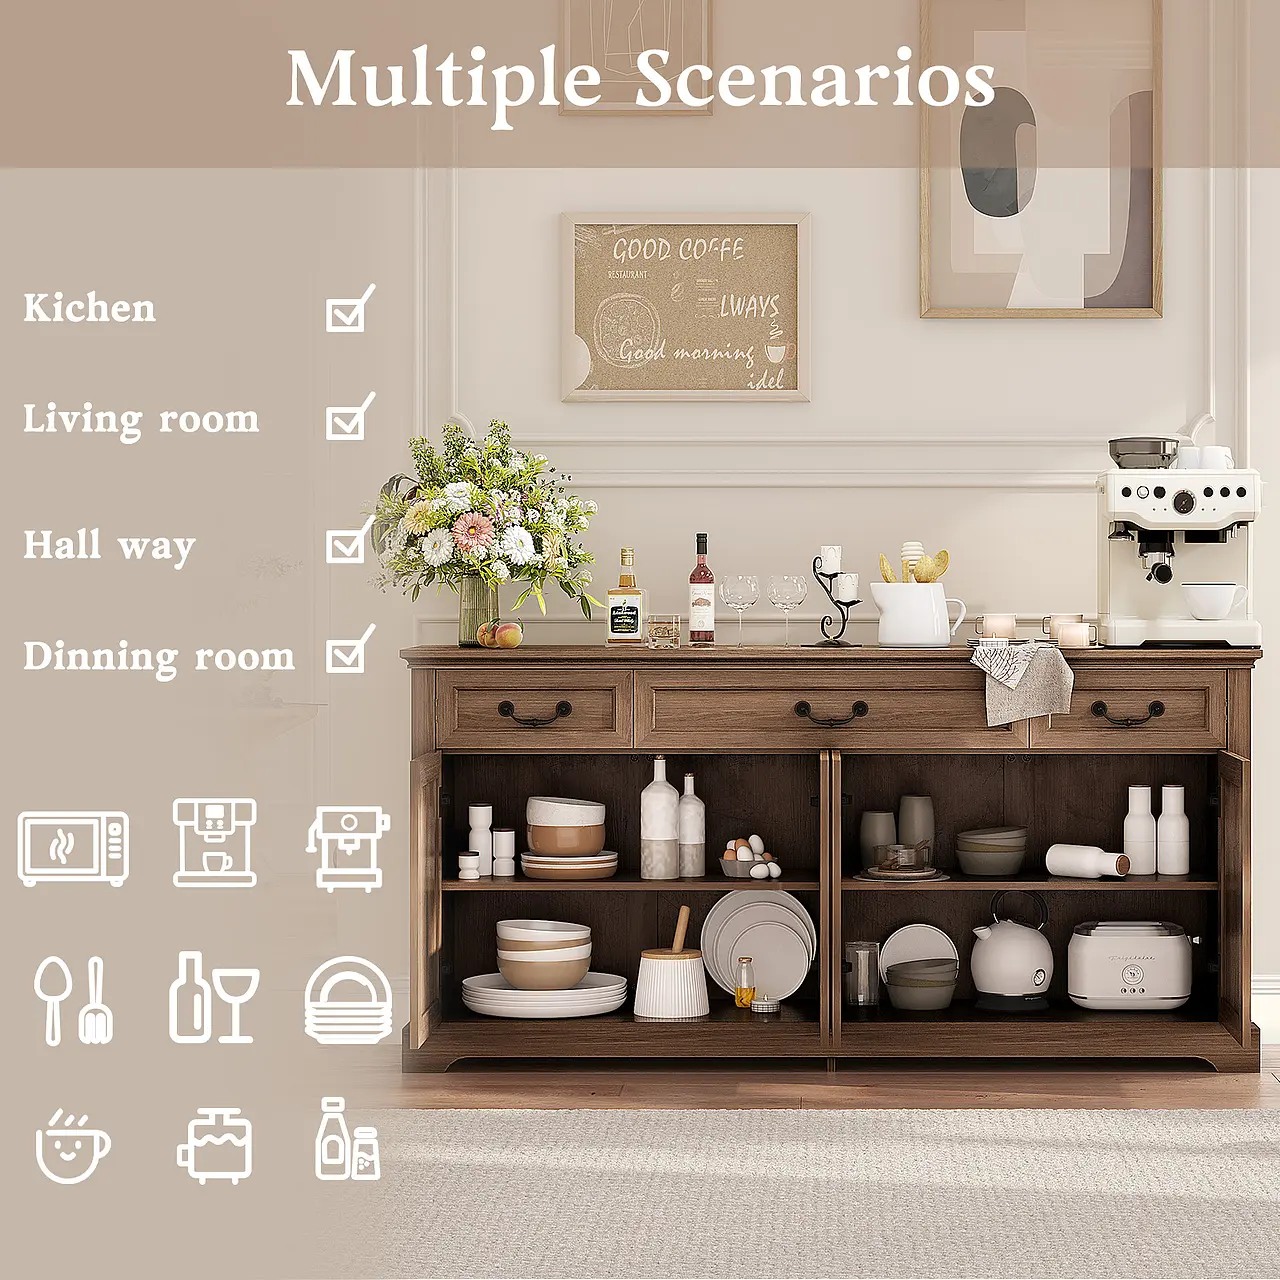 Multiple Scenarios
GOOD COFFE
RESTAURANT
LWAYS
Good morning
idel
Kichen
Living room
Hall way
Dinning room